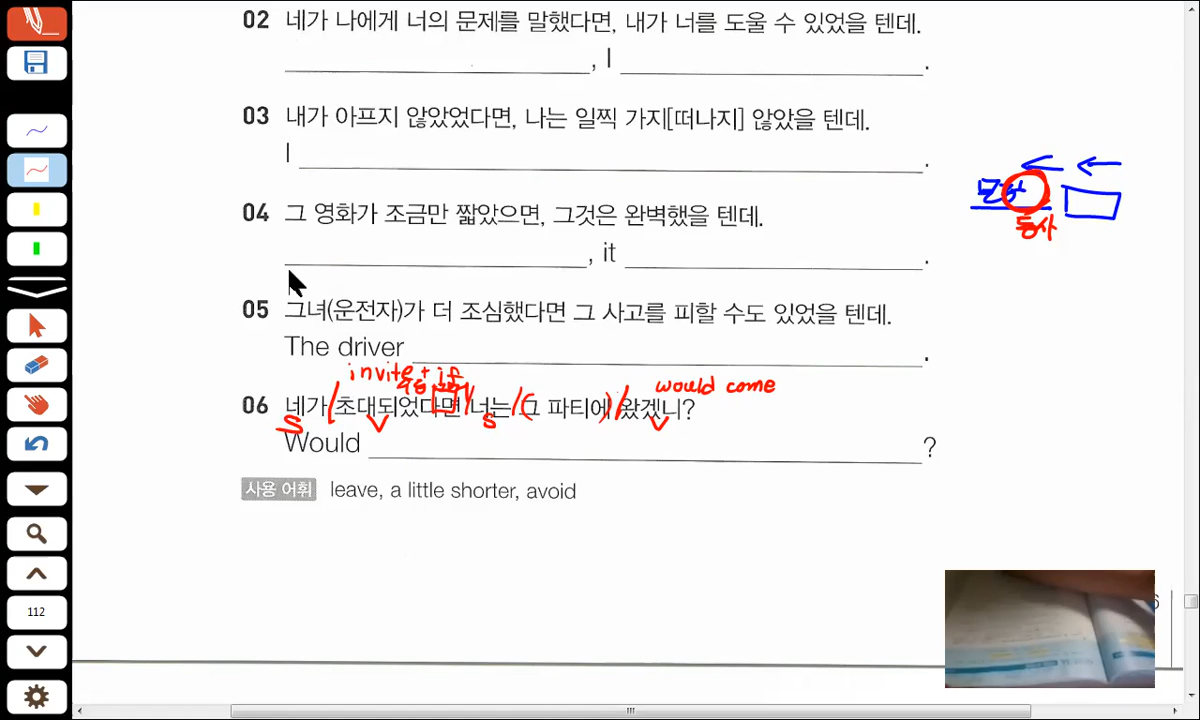 02 네가 나에게 너의 문제를 말했다면, 내가 너를 도울 수 있었을 텐데.
, I .
03 내가 아프지 않았었다면, 나는 일찍 가지[떠나지] 않았을 텐데.
I .
문장
동사
04 그 영화가 조금만 짧았으면, 그것은 완벽했을 텐데.
, it .
05 그녀(운전자)가 더 조심했다면 그 사고를 피할 수도 있었을 텐데.
The driver .
invite + if
would come
06 네가 / 초대되었다면 / 너는 / ( 그 파티에 ) / 왔겠니?
S V S V
Would ?
사용 어휘 leave, a little shorter, avoid
112
6